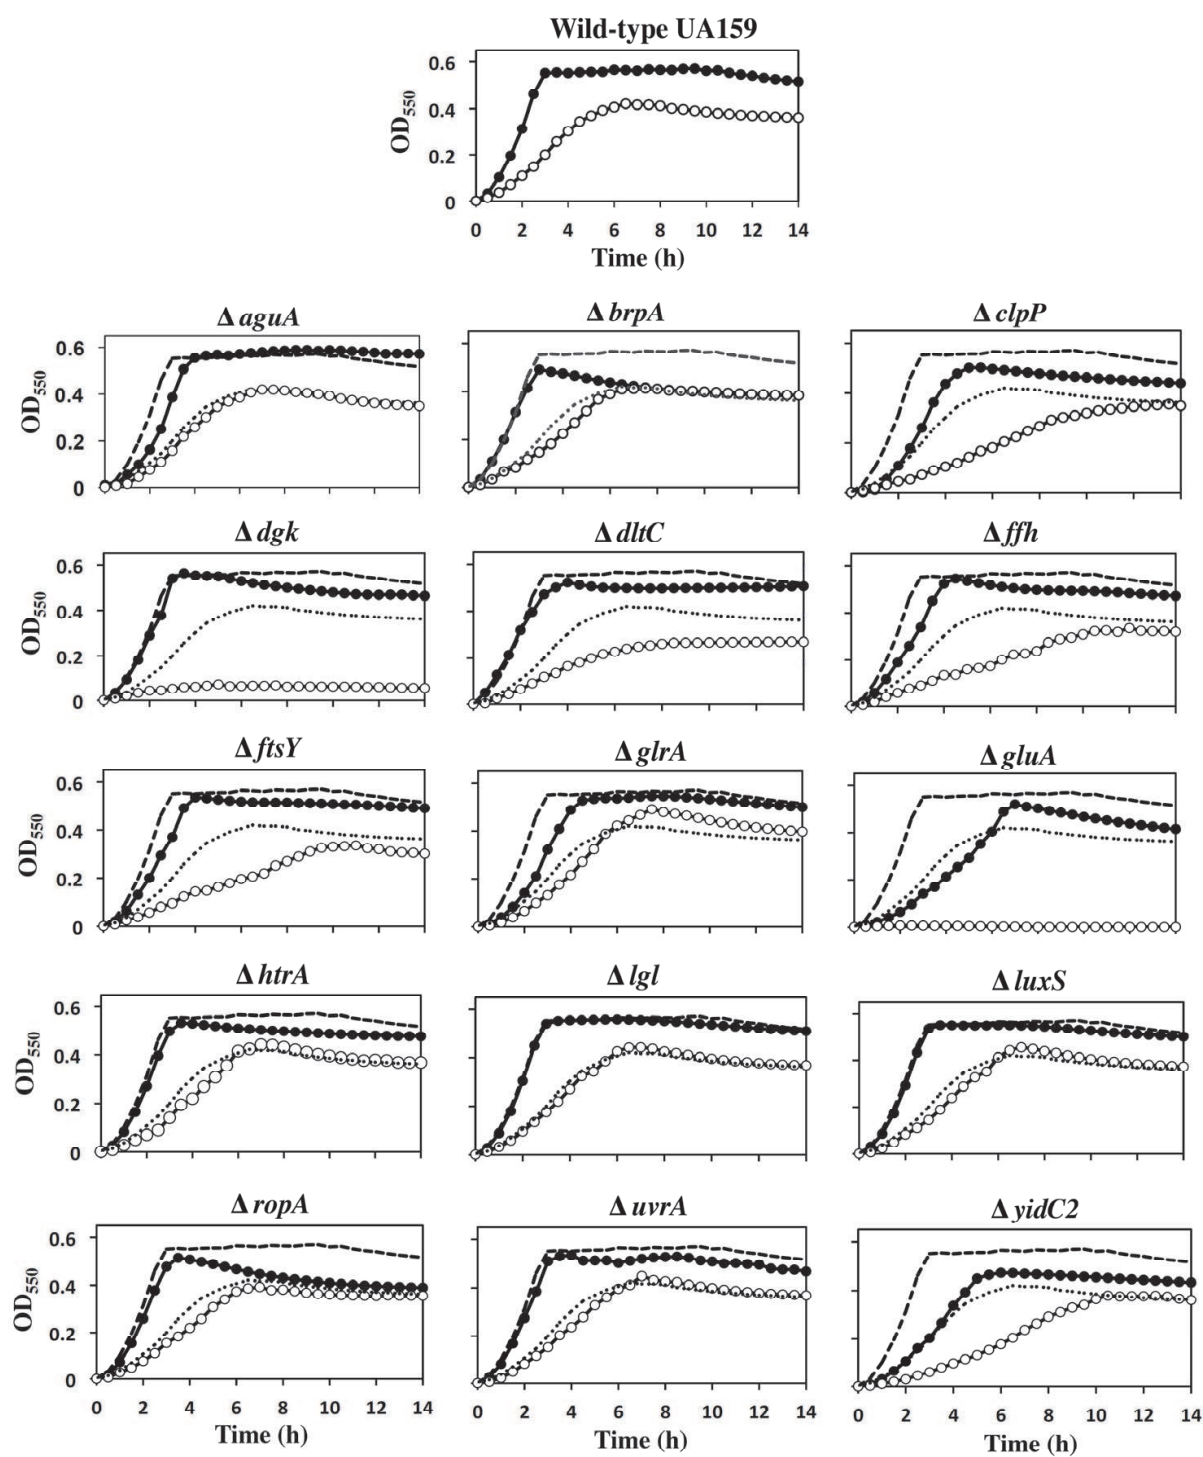 Wild-type UA159
0.6
0.4
0.2
0
OD550
0 2 4 6 8 10 12 14
Time (h)
Δ aguA Δ brpA Δ clpP
0.6
0.4
0.2
0
OD550
Δ dgk Δ dltC Δ ffh
0.6
0.4
0.2
0
OD550
Δ ftsY Δ glrA Δ gluA
0.6
0.4
0.2
0
OD550
Δ htrA Δ lgl Δ luxS
0.6
0.4
0.2
0
OD550
Δ ropA Δ uvrA Δ yidC2
0.6
0.4
0.2
0
OD550
0 2 4 6 8 10 12 14 0 2 4 6 8 10 12 14 0 2 4 6 8 10 12 14
Time (h) Time (h) Time (h)